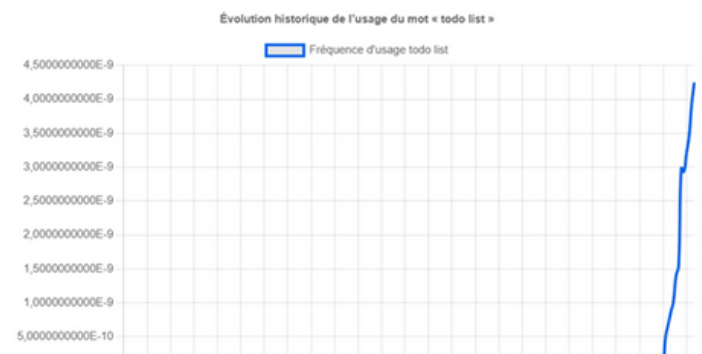 Évolution historique de l'usage du mot « todo list »
Fréquence d'usage todo list
4,5000000000E-9
4,0000000000E-9
3,5000000000E-9
3,0000000000E-9
2,5000000000E-9
2,0000000000E-9
1,5000000000E-9
1,0000000000E-9
5,0000000000E-10